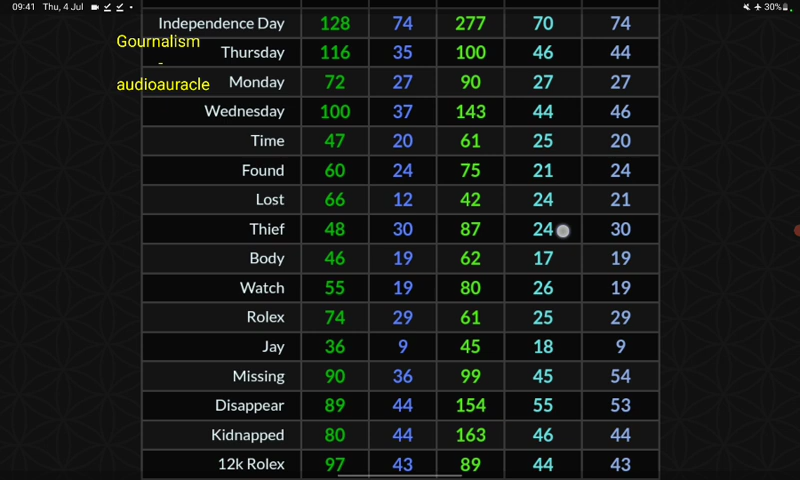 09:41 Thu, 4 Jul 30%
Independence Day 128 74 277 70 74
Gournalism
-
audioauracle
Thursday 116 35 100 46 44
Monday 72 27 90 27 27
Wednesday 100 37 143 44 46
Time 47 20 61 25 20
Found 60 24 75 21 24
Lost 66 12 42 24 21
Thief 48 30 87 24 30
Body 46 19 62 17 19
Watch 55 19 80 26 19
Rolex 74 29 61 25 29
Jay 36 9 45 18 9
Missing 90 36 99 45 54
Disappear 89 44 154 55 53
Kidnapped 80 44 163 46 44
12k Rolex 97 43 89 44 43